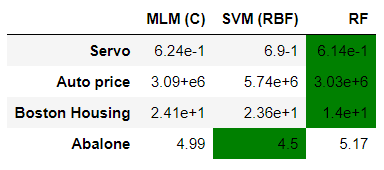 MLM (C) SVM (RBF) RF
Servo 6.24e-1 6.9-1 6.14e-1
Auto price 3.09+e6 5.74e+6 3.03e+6
Boston Housing 2.41e+1 2.36e+1 1.4e+1
Abalone 4.99 4.5 5.17